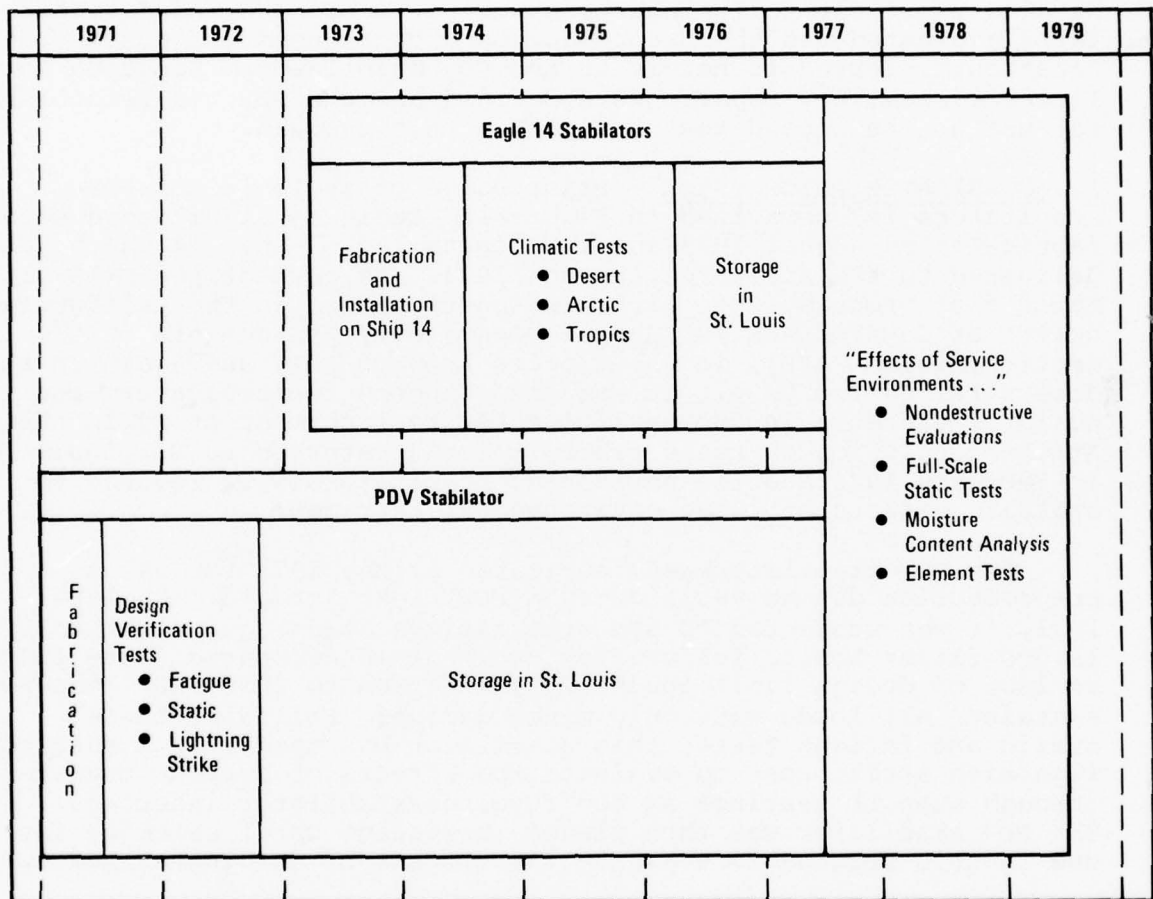 1971 1972 1973 1974 1975 1976 1977 1978 1979
Eagle 14 Stabilators
Fabrication
and
Installation
on Ship 14
Climatic Tests
● Desert
● Arctic
● Tropics
Storage
in
St. Louis
"Effects of Service
Environments . . ."
● Nondestructive
Evaluations
● Full-Scale
Static Tests
● Moisture
Content Analysis
● Element Tests
PDV Stabilator
Fabrication
Design
Verification
Tests
● Fatigue
● Static
● Lightning
Strike
Storage in St. Louis